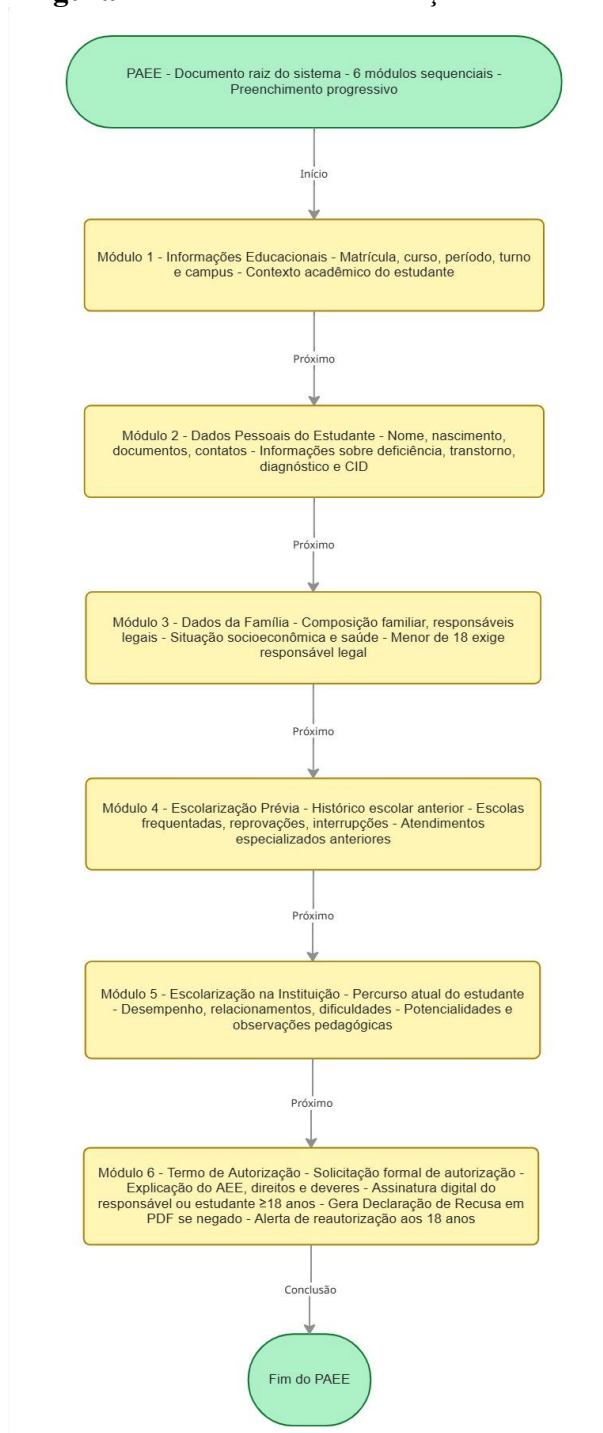 PAEE - Documento raiz do sistema - 6 módulos sequenciais -
Preenchimento progressivo
Início
Módulo 1 - Informações Educacionais - Matrícula, curso, período, turno
e campus - Contexto acadêmico do estudante
Próximo
Módulo 2 - Dados Pessoais do Estudante - Nome, nascimento,
documentos, contatos - Informações sobre deficiência, transtorno,
diagnóstico e CID
Próximo
Módulo 3 - Dados da Família - Composição familiar, responsáveis
legais - Situação socioeconômica e saúde - Menor de 18 exige
responsável legal
Próximo
Módulo 4 - Escolarização Prévia - Histórico escolar anterior - Escolas
frequentadas, reprovações, interrupções - Atendimentos
especializados anteriores
Próximo
Módulo 5 - Escolarização na Instituição - Percurso atual do estudante
- Desempenho, relacionamentos, dificuldades - Potencialidades e
observações pedagógicas
Próximo
Módulo 6 - Termo de Autorização - Solicitação formal de autorização -
Explicação do AEE, direitos e deveres - Assinatura digital do
responsável ou estudante ≥18 anos - Gera Declaração de Recusa em
PDF se negado - Alerta de reautorização aos 18 anos
Conclusão
Fim do PAEE